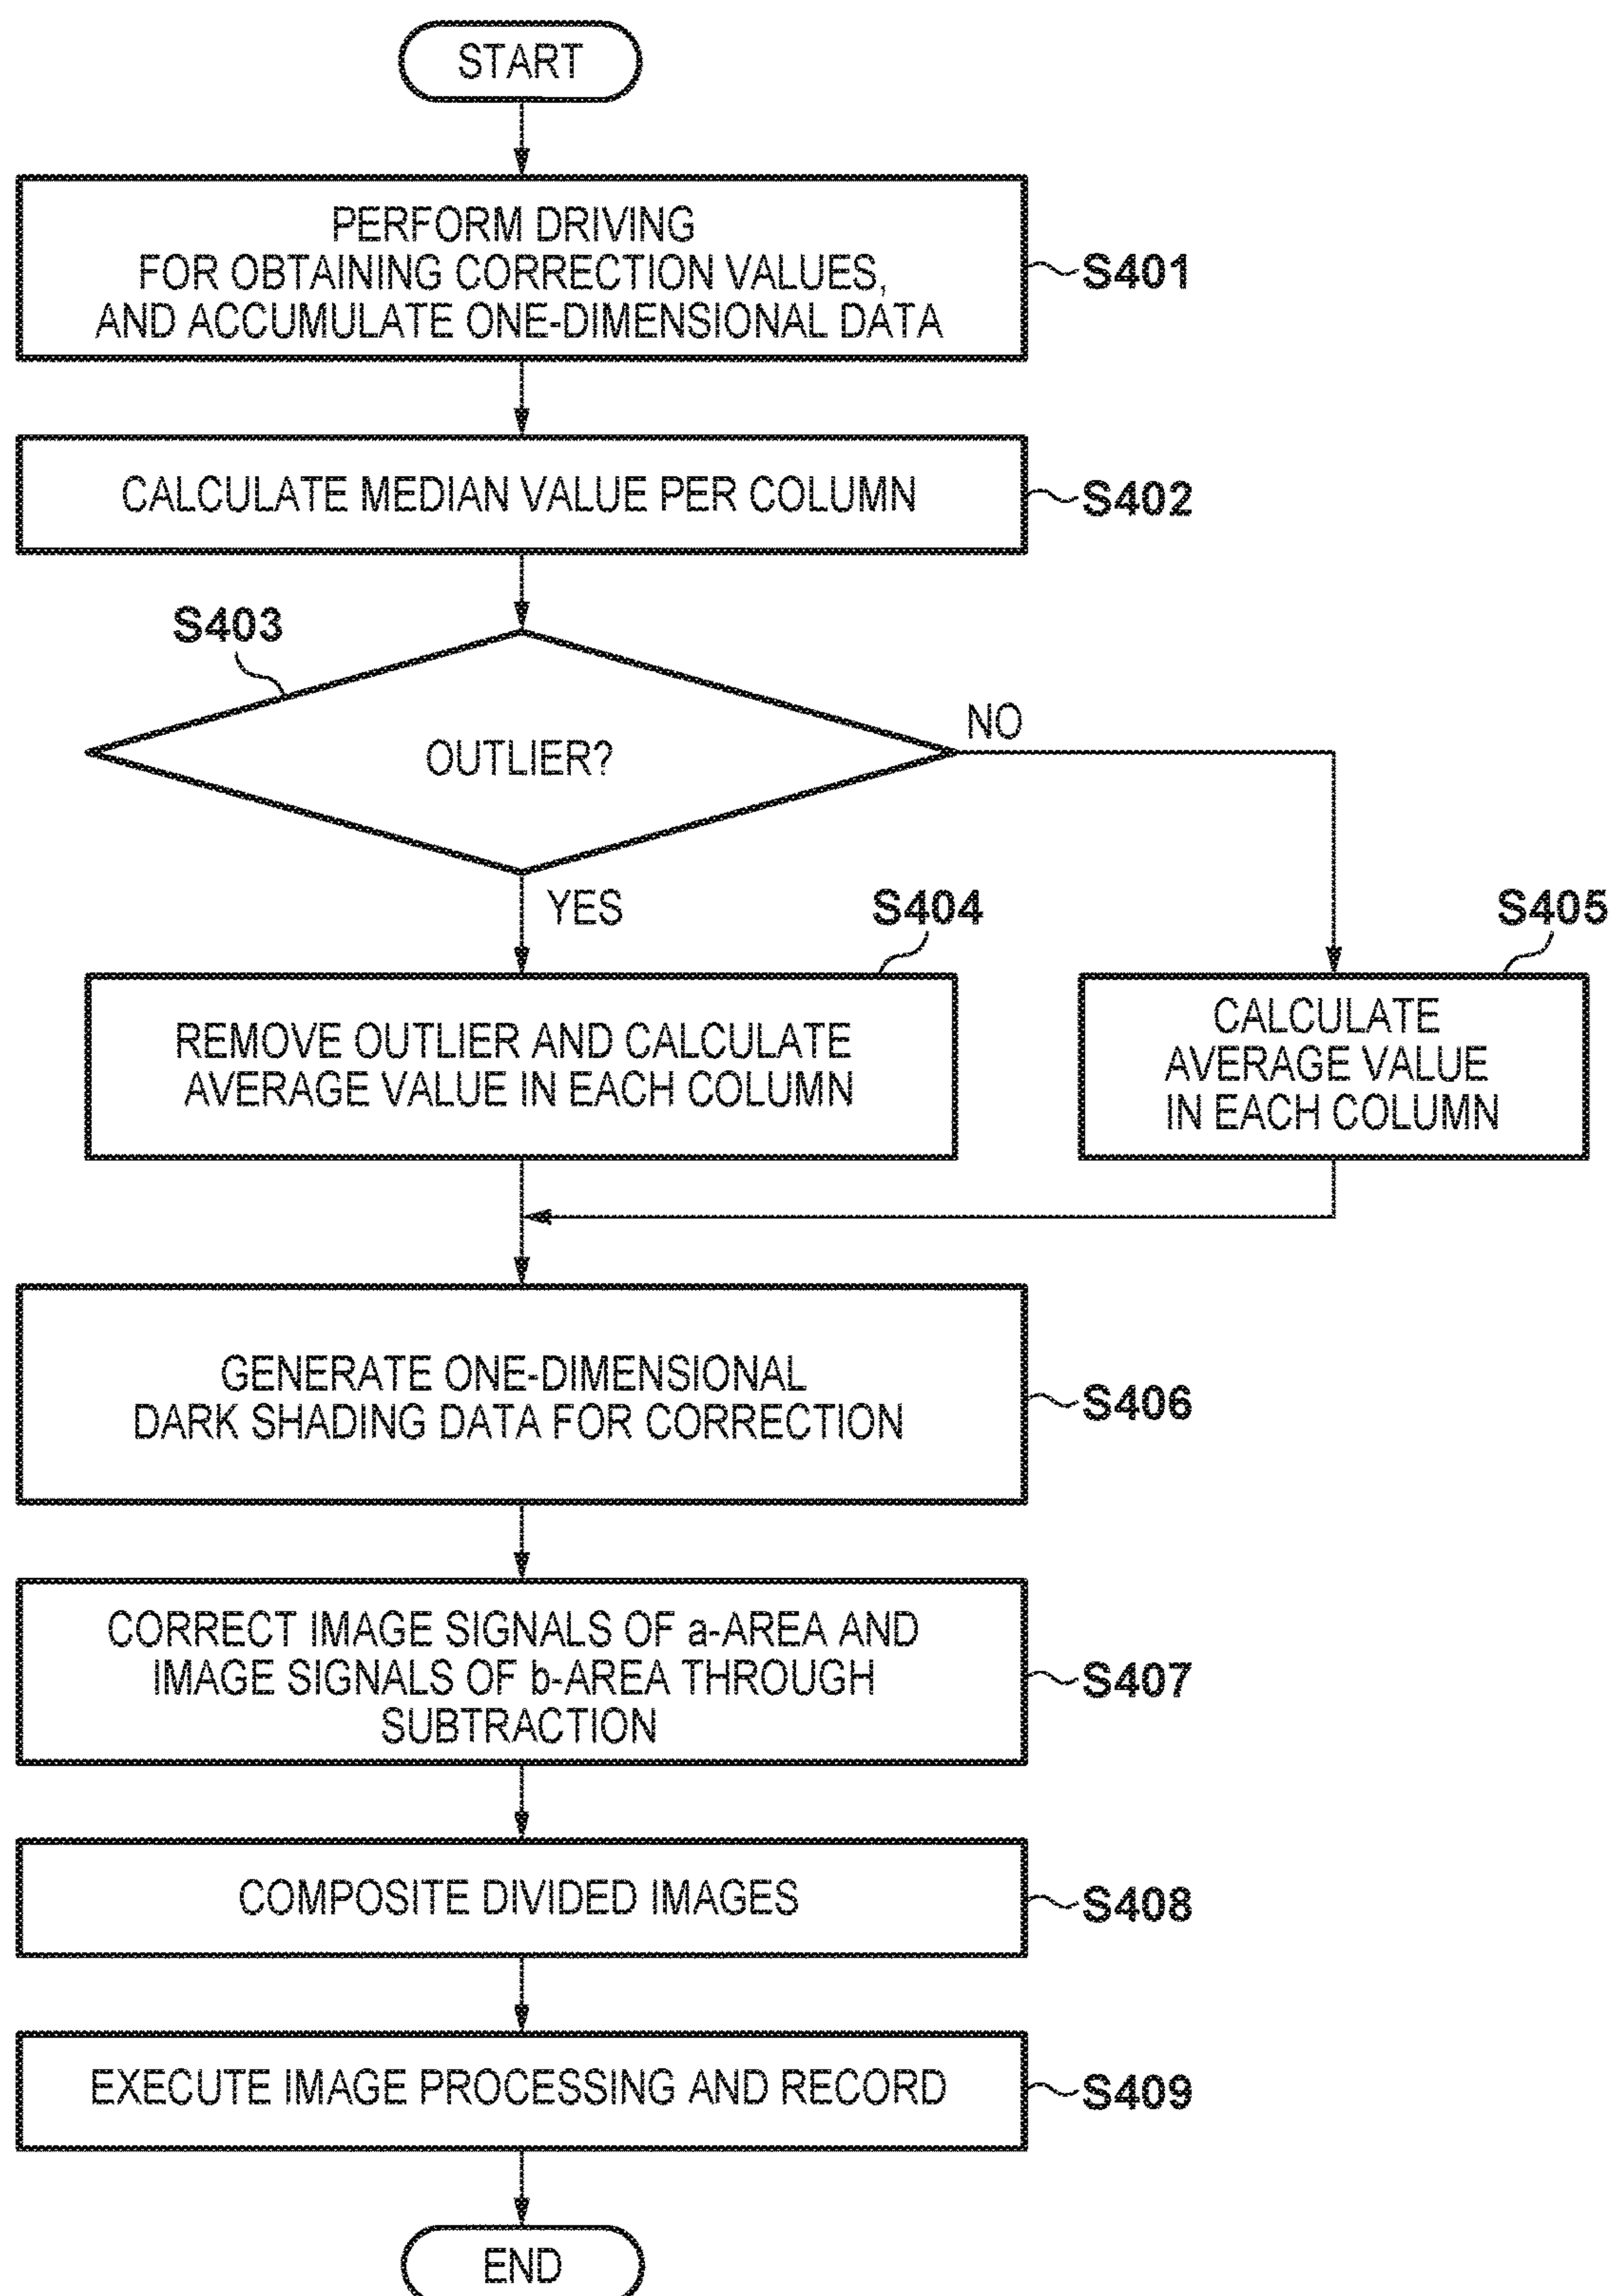 START
PERFORM DRIVING
FOR OBTAINING CORRECTION VALUES,
AND ACCUMULATE ONE-DIMENSIONAL DATA
S401
CALCULATE MEDIAN VALUE PER COLUMN
S402
S403
OUTLIER?
NO
YES
S404
S405
REMOVE OUTLIER AND CALCULATE
AVERAGE VALUE IN EACH COLUMN
CALCULATE
AVERAGE VALUE
IN EACH COLUMN
GENERATE ONE-DIMENSIONAL
DARK SHADING DATA FOR CORRECTION
S406
CORRECT IMAGE SIGNALS OF a-AREA AND
IMAGE SIGNALS OF b-AREA THROUGH
SUBTRACTION
S407
COMPOSITE DIVIDED IMAGES
S408
EXECUTE IMAGE PROCESSING AND RECORD
S409
END